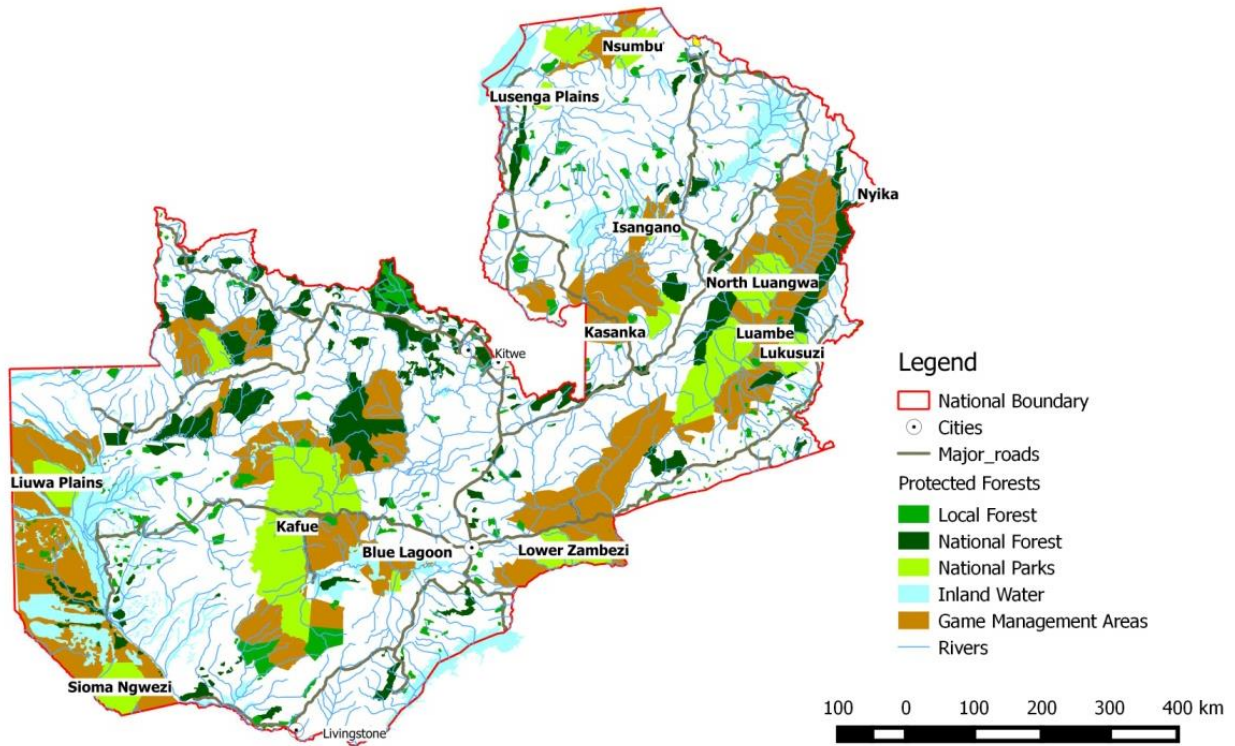 Nsumbu
Lusenga Plains
Nyika
Isangano
North Luangwa
Kasanka
Luambe
Lukusuzi
Kitwe
Liuwa Plains
Kafue
Blue Lagoon
Lower Zambezi
Sioma Ngwezi
Livingstone
Legend
National Boundary
Cities
Major_roads
Protected Forests
Local Forest
National Forest
National Parks
Inland Water
Game Management Areas
Rivers
100 0 100 200 300 400 km